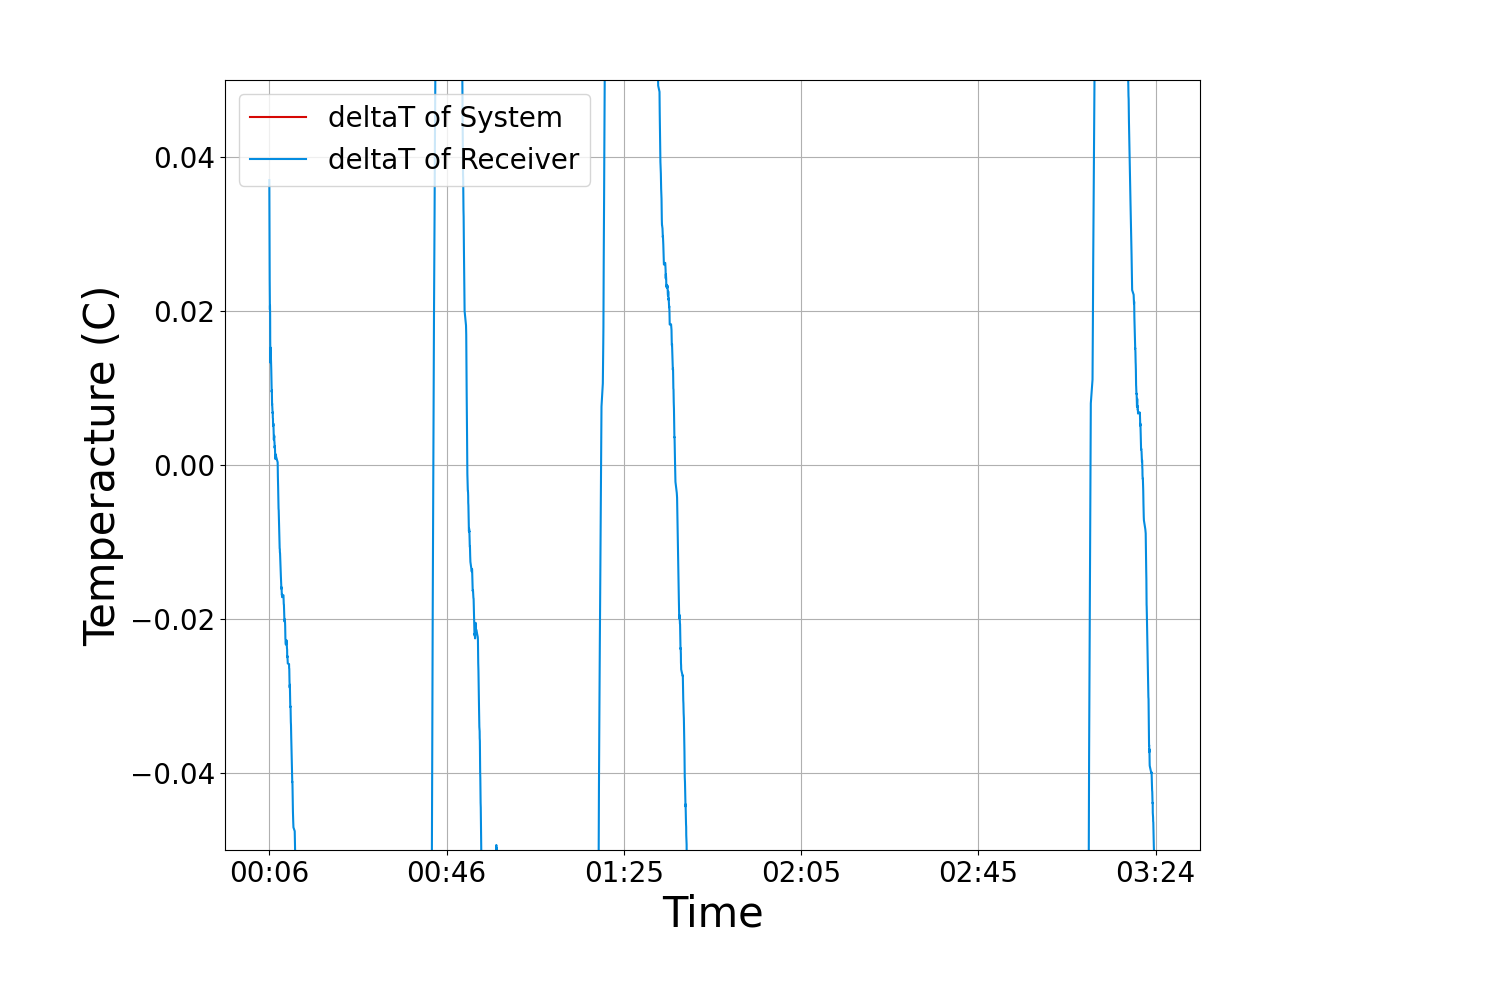 deltaT of System
deltaT of Receiver
0.04
0.02
0.00
−0.02
−0.04
Temperacture (C)
00:06 00:46 01:25 02:05 02:45 03:24
Time